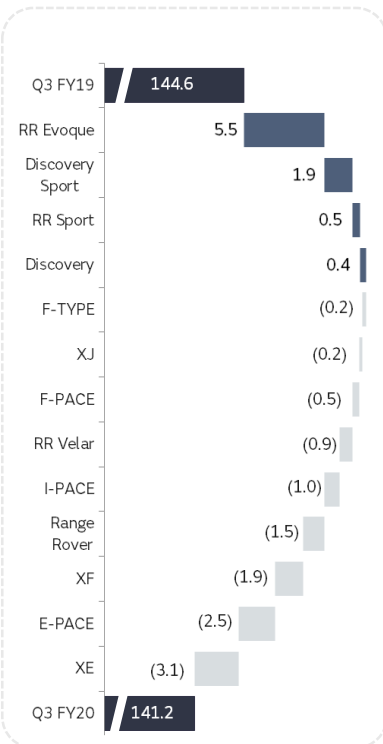 Q3 FY19 144.6
RR Evoque 5.5
Discovery
Sport 1.9
RR Sport 0.5
Discovery 0.4
F-TYPE (0.2)
XJ (0.2)
F-PACE (0.5)
RR Velar (0.9)
I-PACE (1.0)
Range
Rover (1.5)
XF (1.9)
E-PACE (2.5)
XE (3.1)
Q3 FY20 141.2